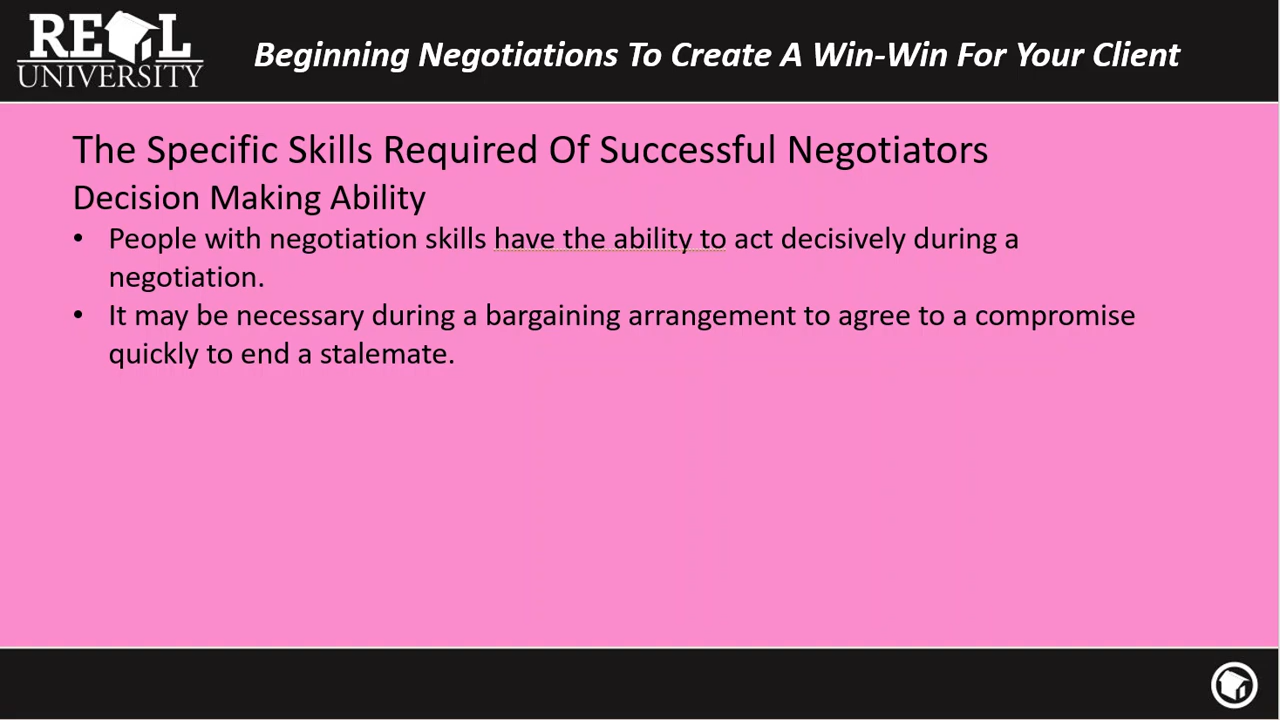 REAL
UNIVERSITY
Beginning Negotiations To Create A Win-Win For Your Client
The Specific Skills Required Of Successful Negotiators
Decision Making Ability
• People with negotiation skills have the ability to act decisively during a
negotiation.
• It may be necessary during a bargaining arrangement to agree to a compromise
quickly to end a stalemate.